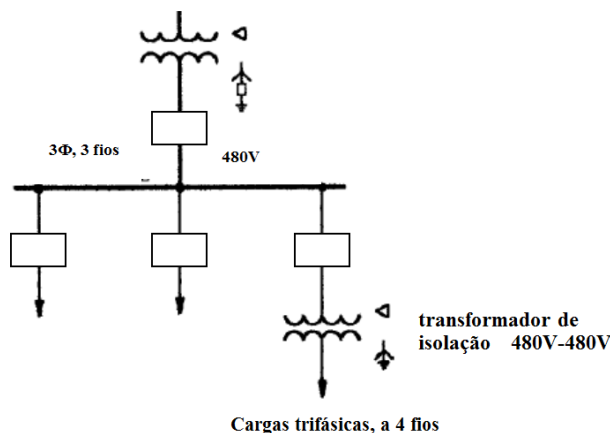 3Φ, 3 fios
480V
transformador de
isolação 480V-480V
Cargas trifásicas, a 4 fios